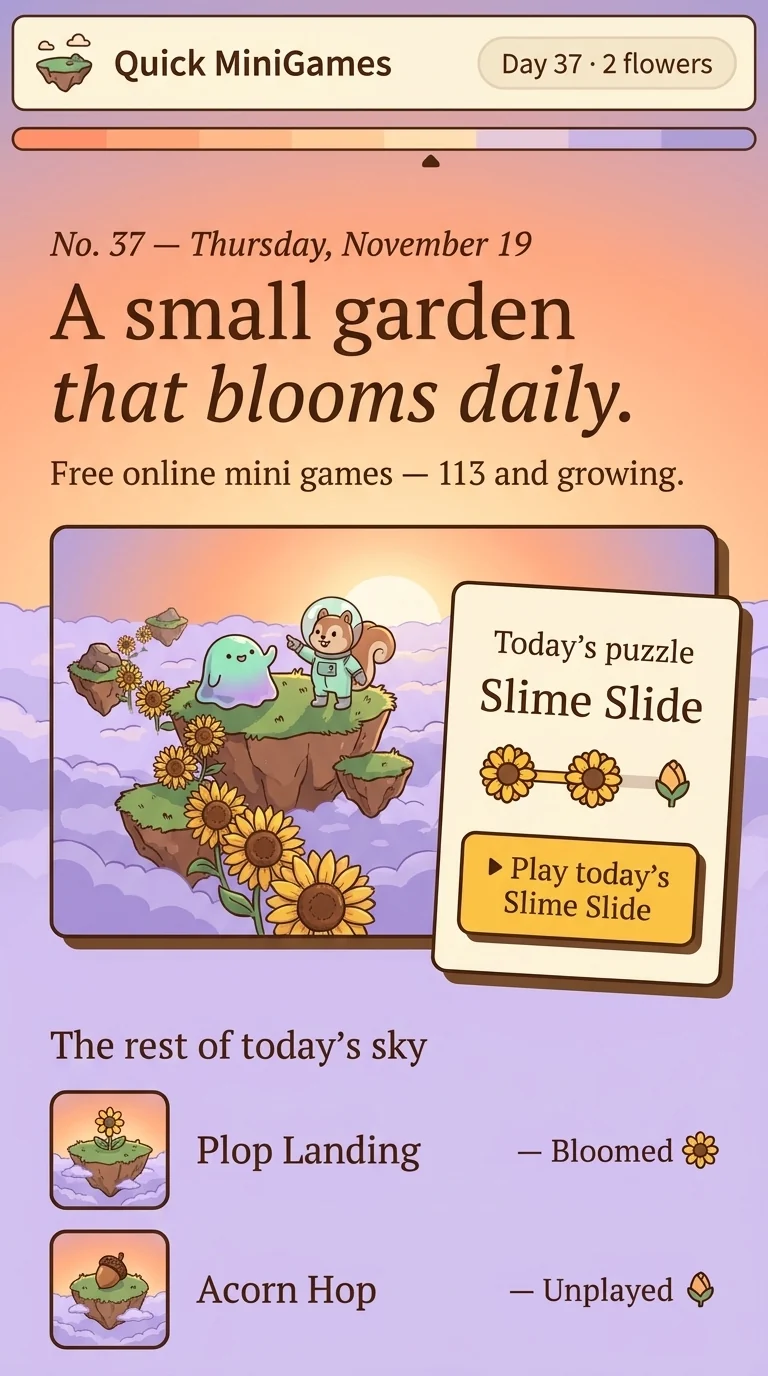 Quick MiniGames
Day 37 · 2 flowers
No. 37 — Thursday, November 19
A small garden
that blooms daily.
Free online mini games — 113 and growing.
Today’s puzzle
Slime Slide
Play today’s
Slime Slide
The rest of today’s sky
Plop Landing
— Bloomed
Acorn Hop
— Unplayed